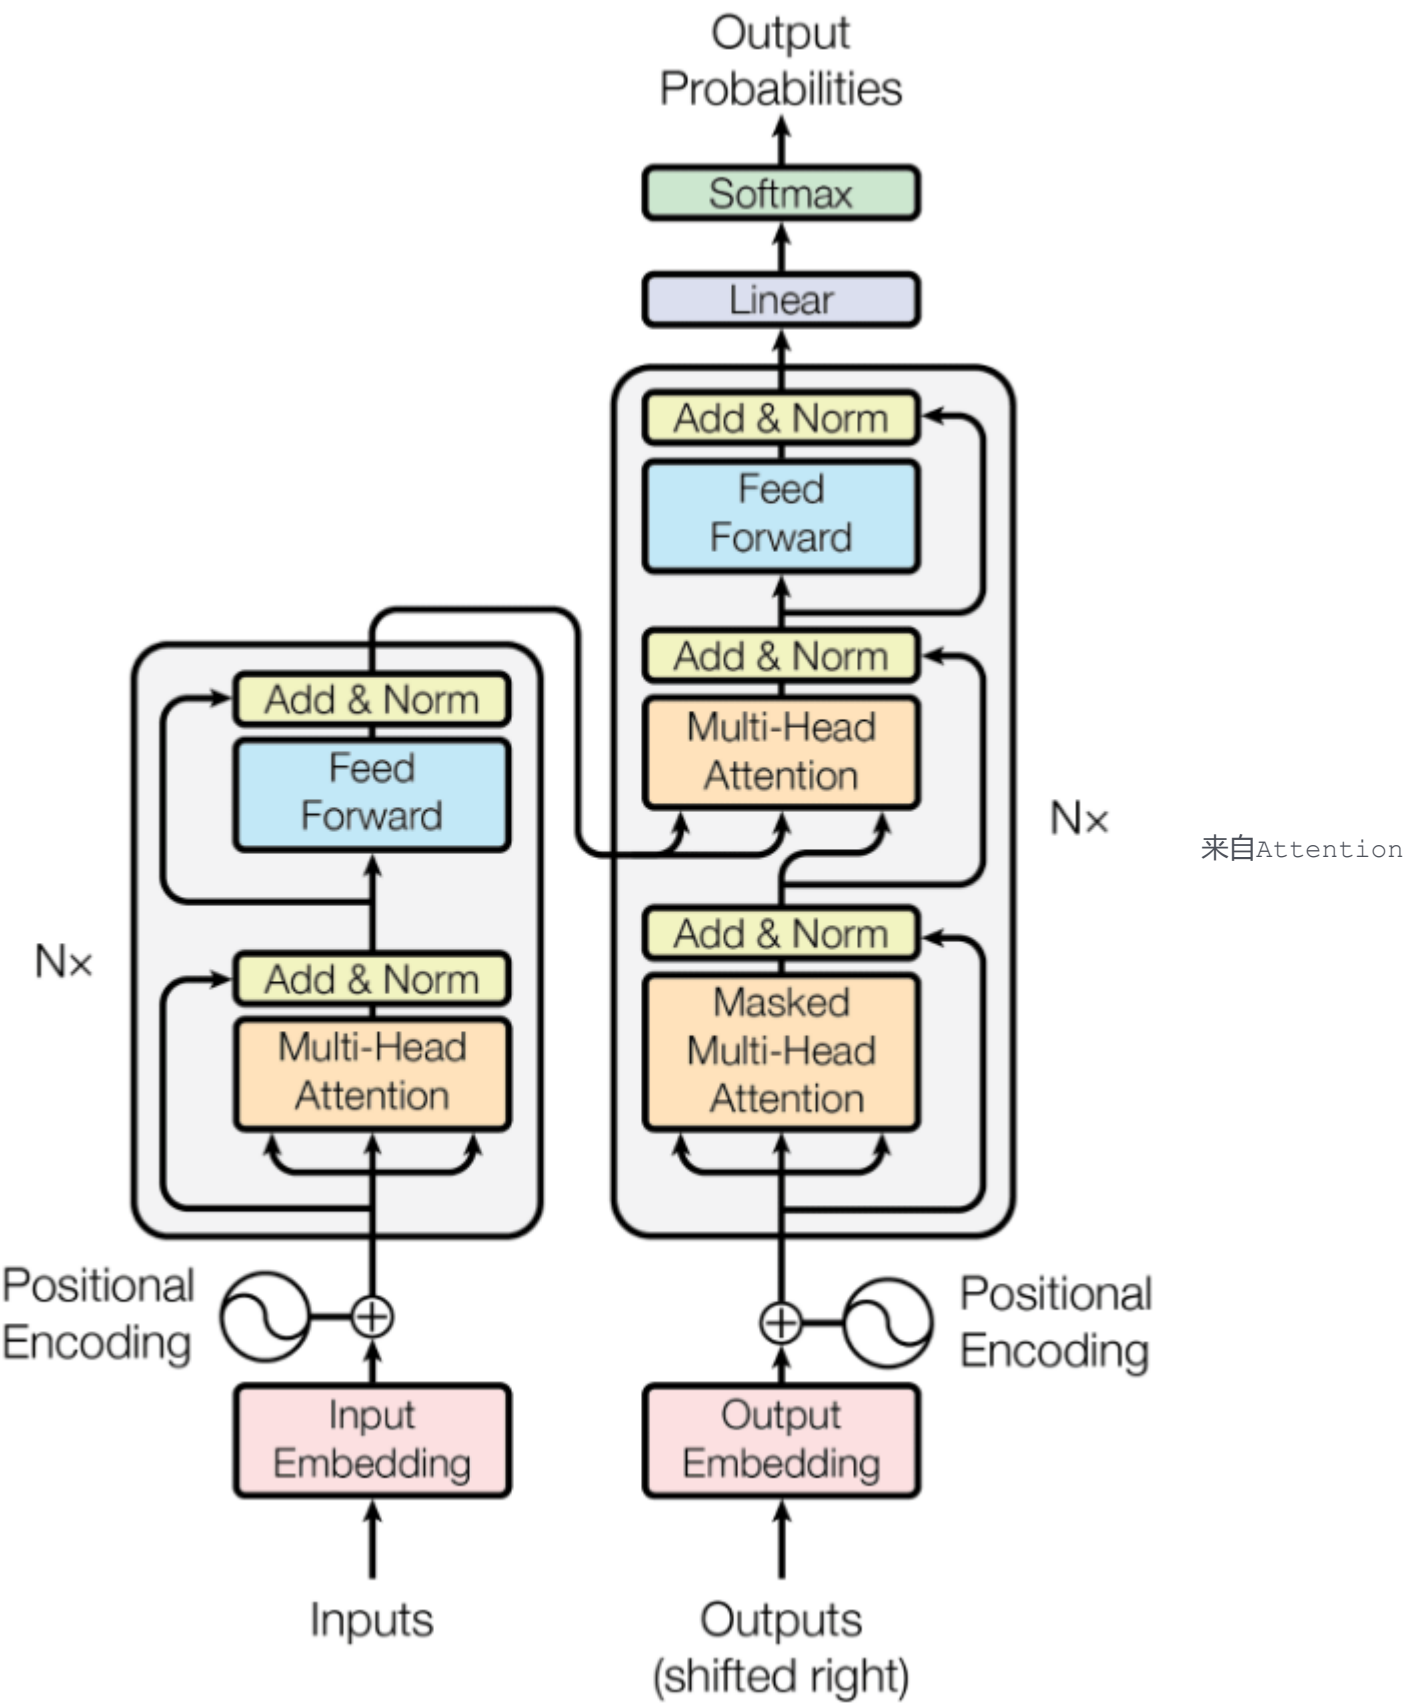 Output
Probabilities
Softmax
Linear
Add & Norm
Feed
Forward
Add & Norm
Multi-Head
Attention
N×
Add & Norm
Masked
Multi-Head
Attention
Add & Norm
Feed
Forward
N×
Add & Norm
Multi-Head
Attention
Positional
Encoding
Positional
Encoding
Input
Embedding
Output
Embedding
Inputs
Outputs
(shifted right)
来自Attention